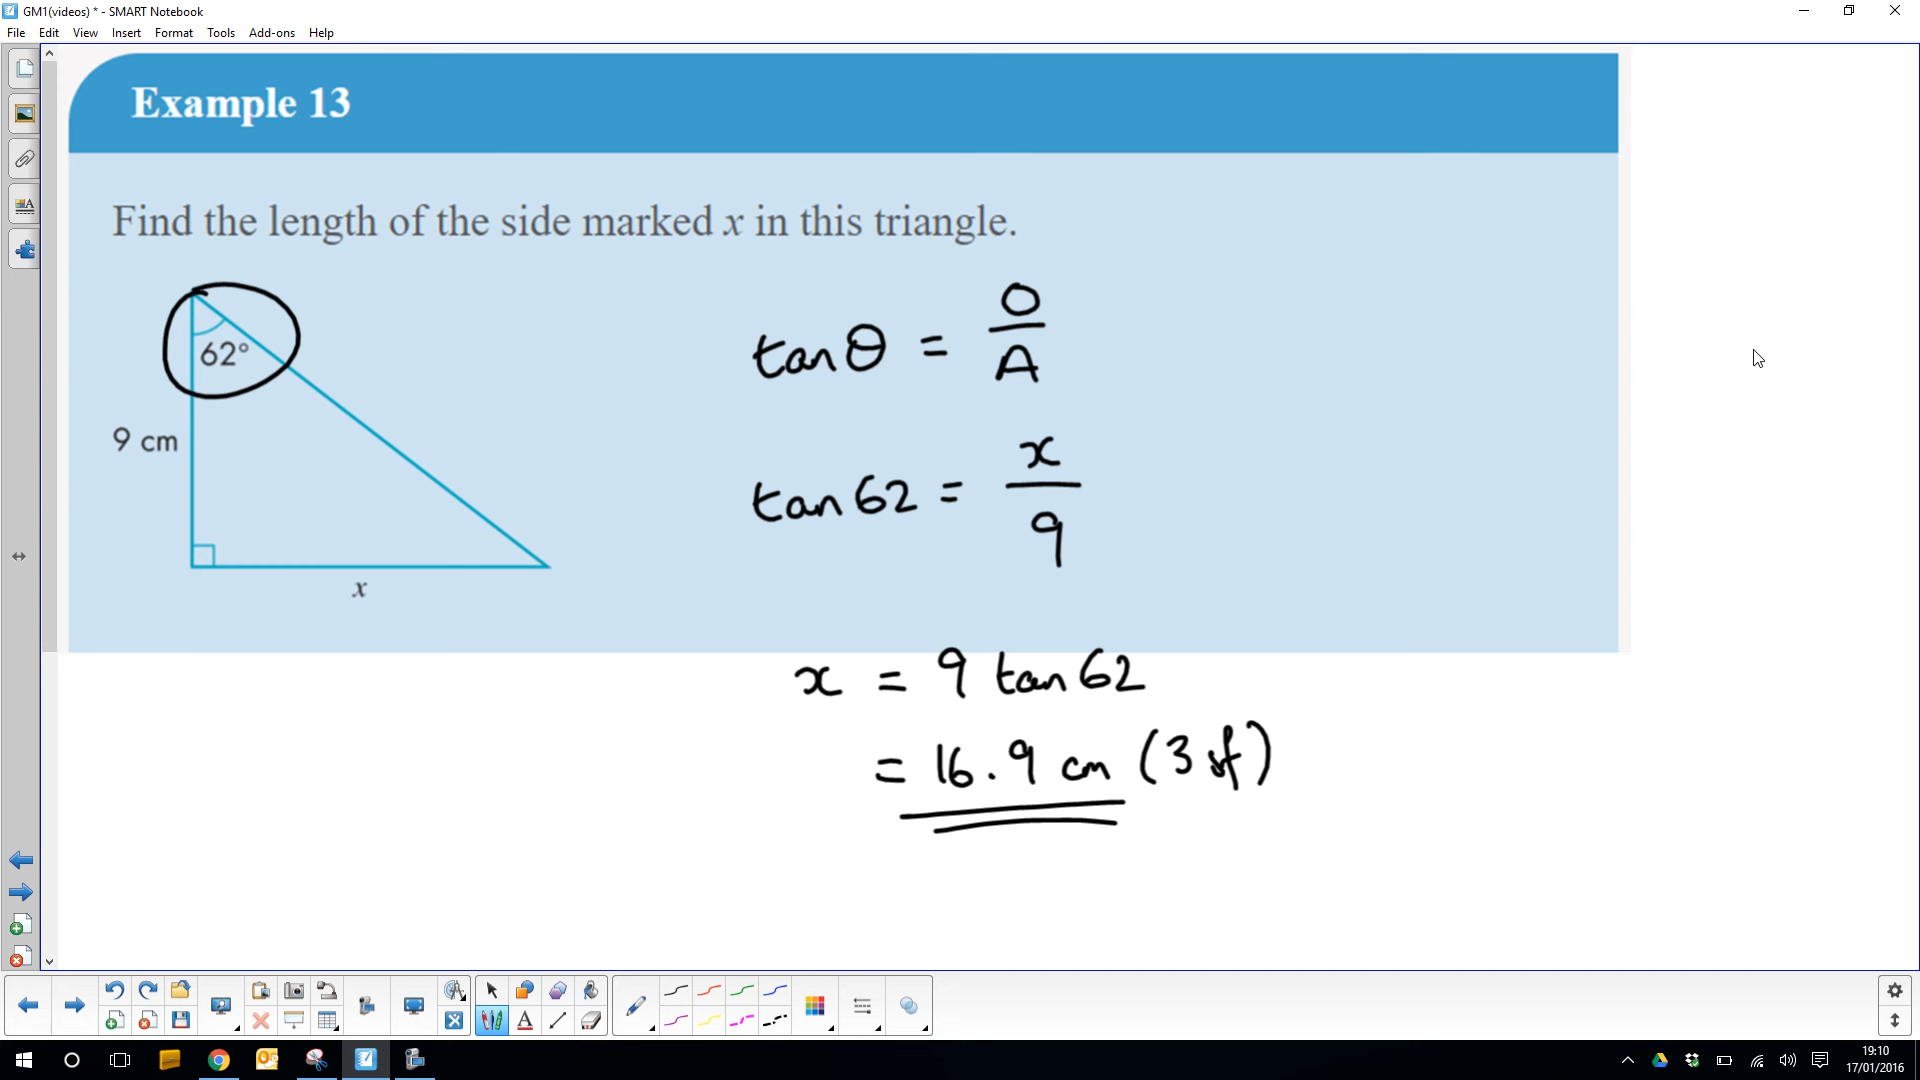 GM1(videos) * - SMART Notebook
File Edit View Insert Format Tools Add-ons Help
Example 13
Find the length of the side marked x in this triangle.
62°
9 cm
x
tan θ = O/A
tan 62 = x/9
x = 9 tan 62
= 16.9 cm (3 sf)
19:10
17/01/2016